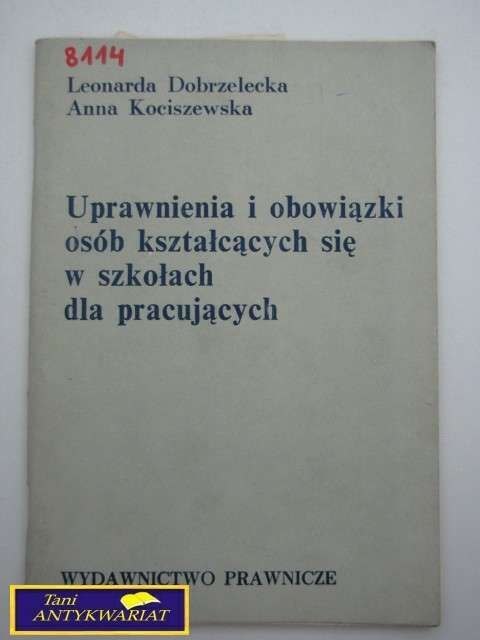 8114
Leonarda Dobrzelecka
Anna Kociszewska
Uprawnienia i obowiązki
osób kształcących się
w szkołach
dla pracujących
WYDAWNICTWO PRAWNICZE
Tani
ANTYKWARIAT